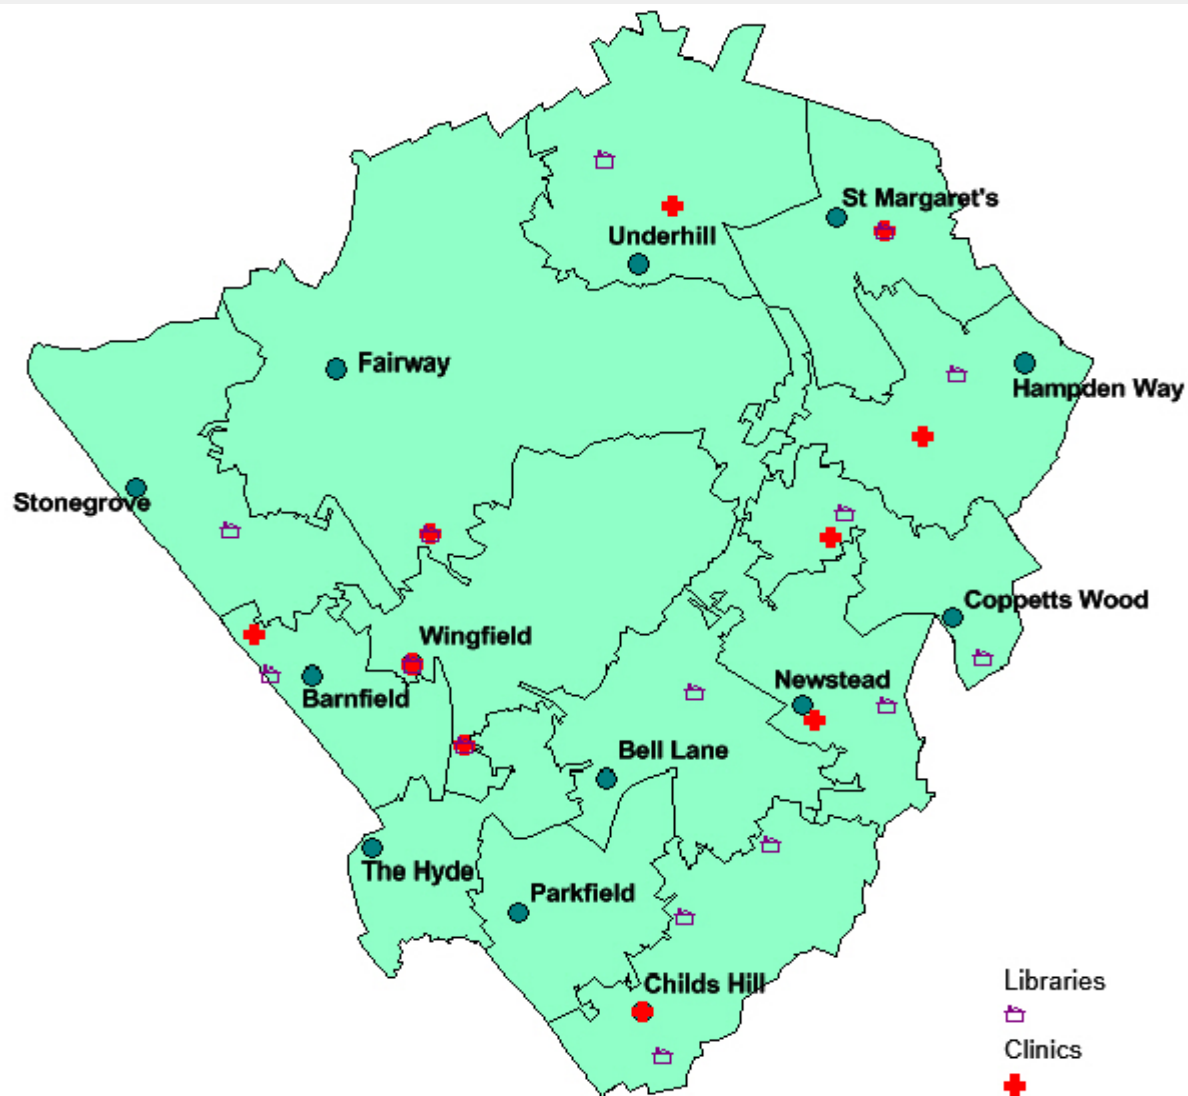 St Margaret's
Underhill
Fairway
Hampden Way
Stonegrove
Coppetts Wood
Wingfield
Newstead
Barnfield
Bell Lane
The Hyde
Parkfield
Childs Hill
Libraries
Clinics